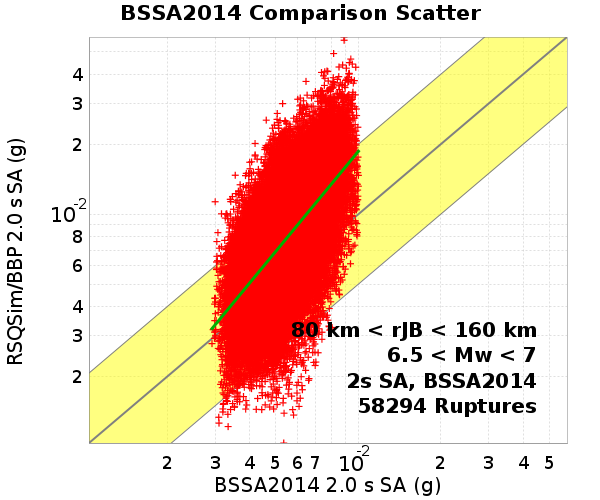 BSSA2014 Comparison Scatter
RSQSim/BBP 2.0 s SA (g)
4
3
2
10-2
8
6
4
3
2
80 km < rJB < 160 km
6.5 < Mw < 7
2s SA, BSSA2014
58294 Ruptures
2 3 4 5 6 7 10-2 2 3 4 5
BSSA2014 2.0 s SA (g)